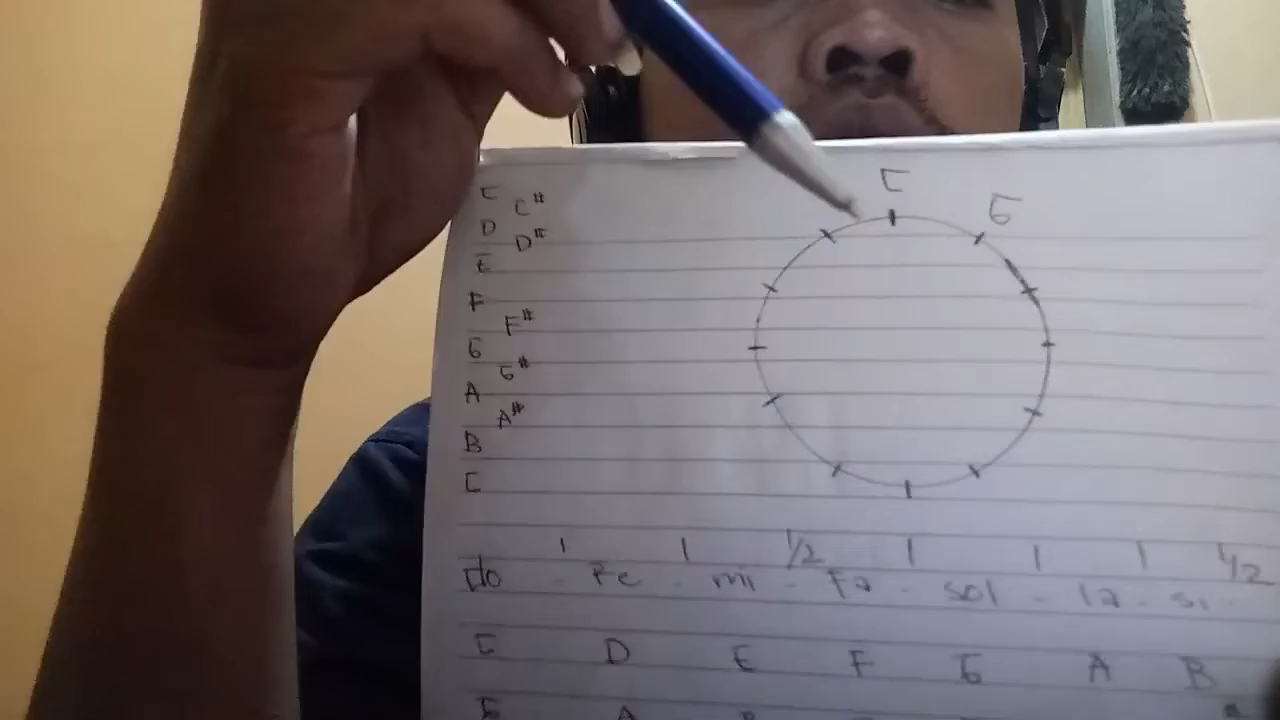 C
C#
D
D#
E
F
F#
G
G#
A
A#
B
C
C
G
1 1 1/2 1 1 1 1/2
do - re - mi - fa - sol - la - si -
C D E F G A B